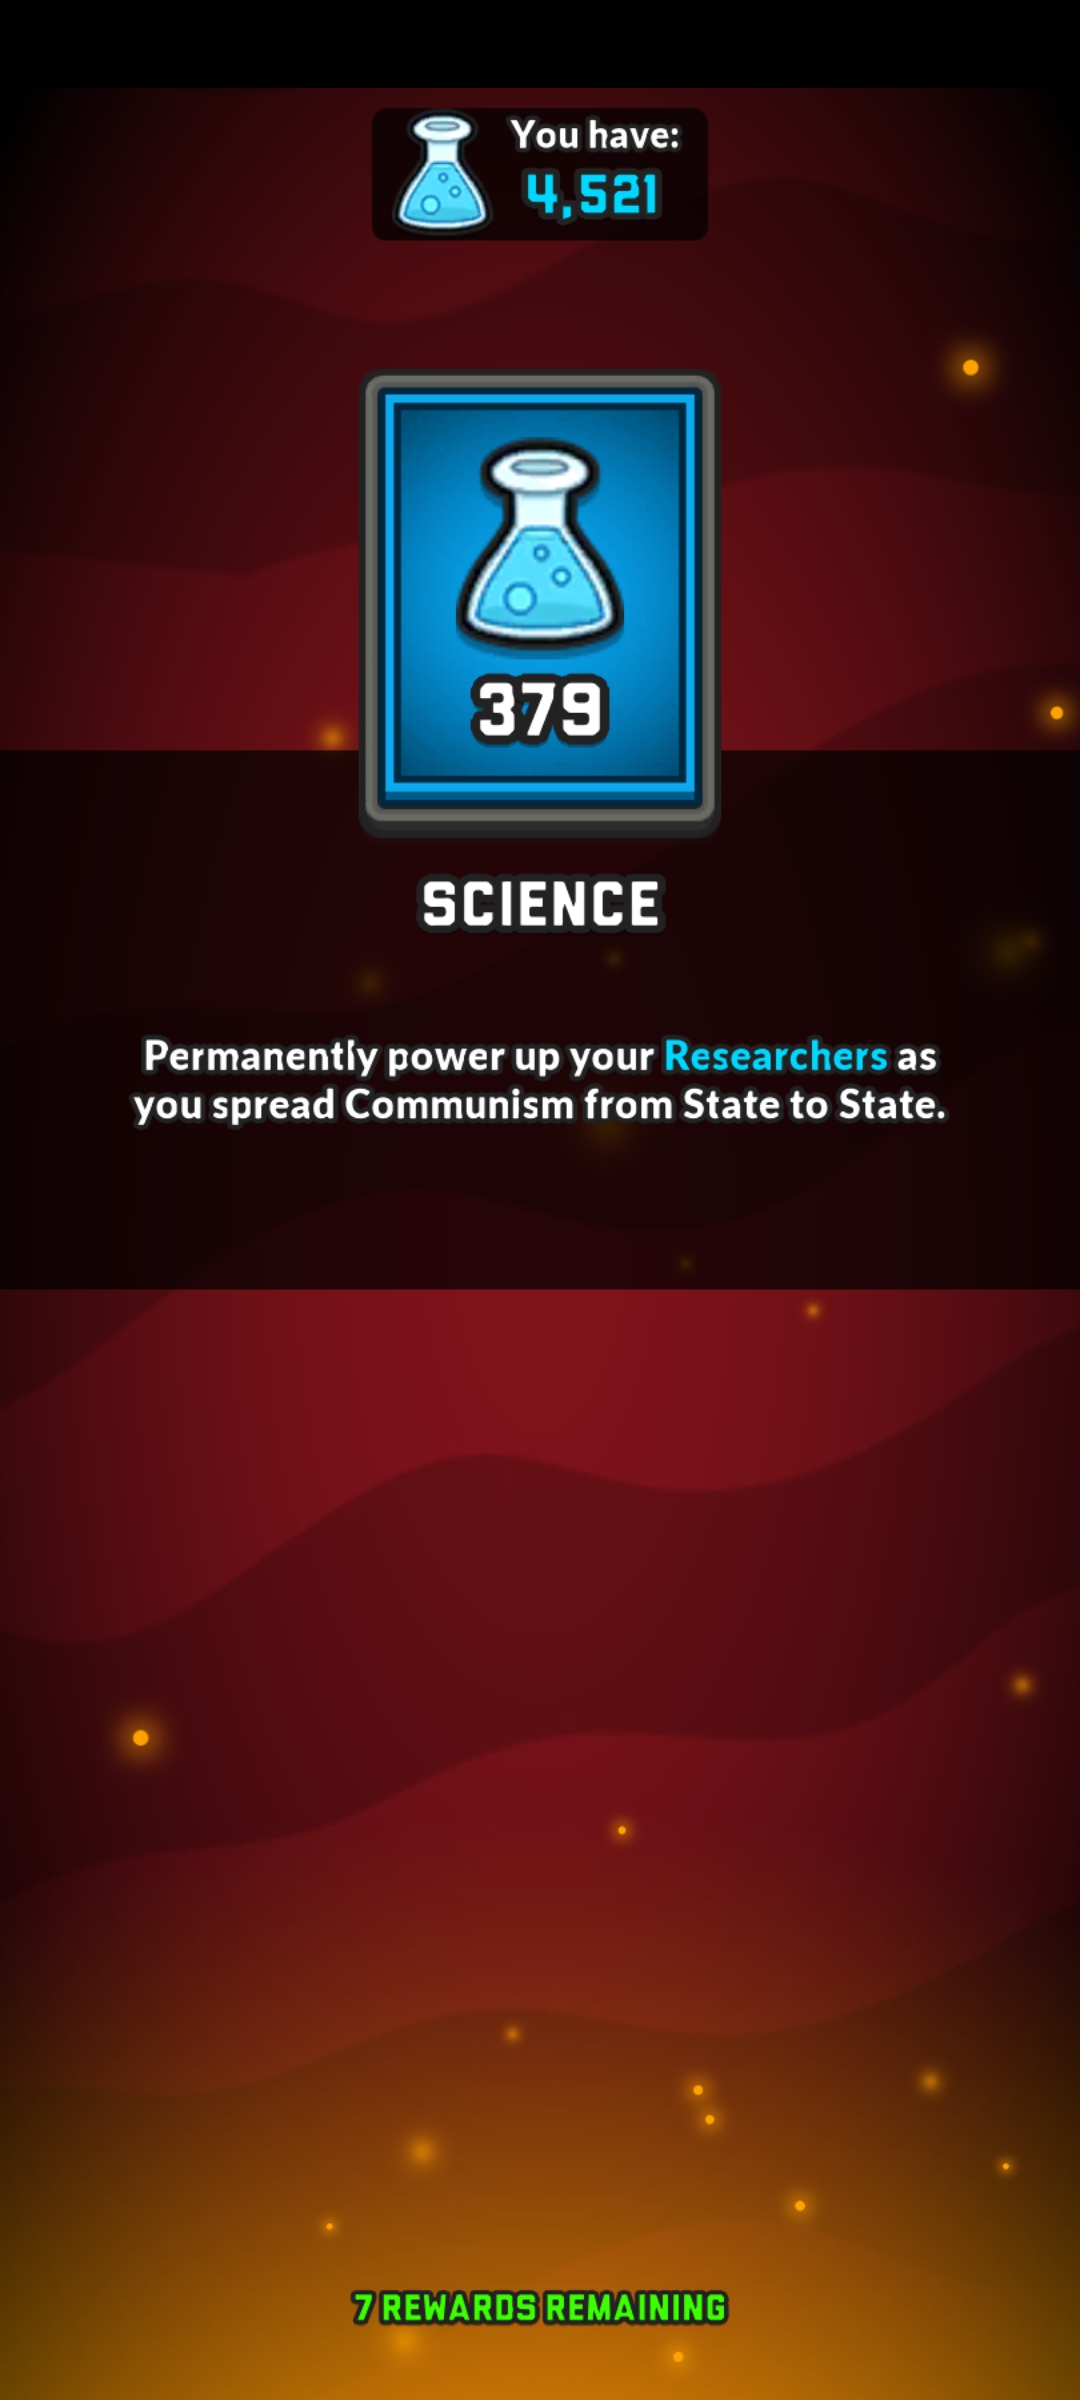 You have:
4,521
379
SCIENCE
Permanently power up your Researchers as
you spread Communism from State to State.
7 REWARDS REMAINING